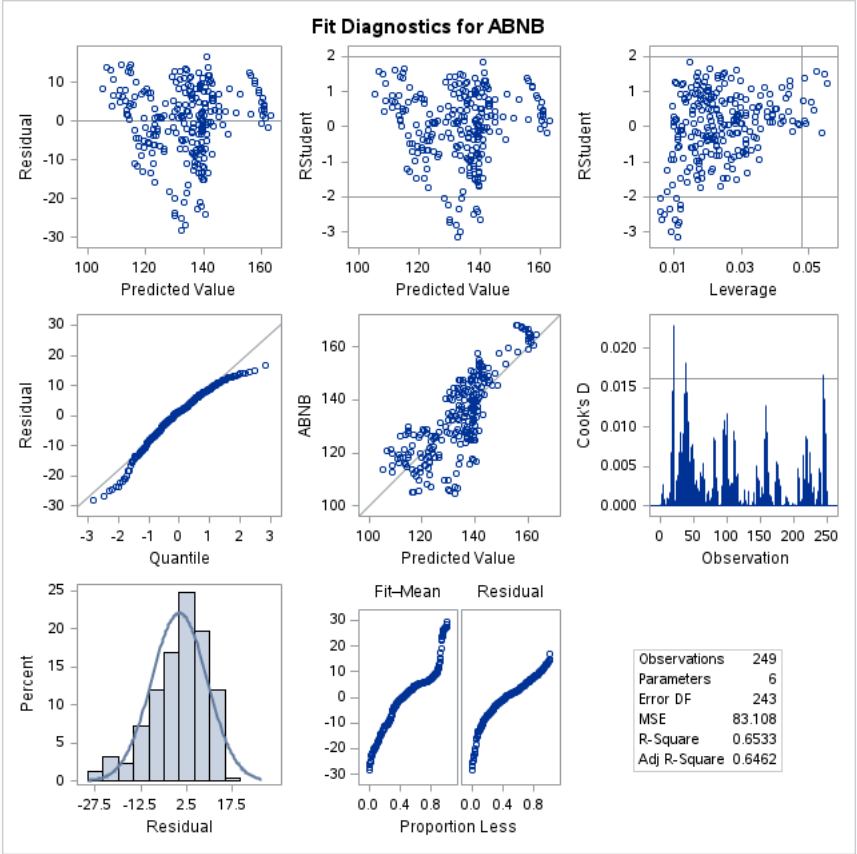 Fit Diagnostics for ABNB
Residual
10
0
-10
-20
-30
100 120 140 160
Predicted Value
RStudent
2
1
0
-1
-2
-3
100 120 140 160
Predicted Value
RStudent
2
1
0
-1
-2
-3
0.01 0.03 0.05
Leverage
Residual
30
20
10
0
-10
-20
-30
-3 -2 -1 0 1 2 3
Quantile
ABNB
160
140
120
100
100 120 140 160
Predicted Value
Cook's D
0.020
0.015
0.010
0.005
0.000
0 50 100 150 200 250
Observation
Percent
25
20
15
10
5
0
-27.5 -12.5 2.5 17.5
Residual
Fit–Mean Residual
30
20
10
0
-10
-20
-30
0.0 0.4 0.8 0.0 0.4 0.8
Proportion Less
Observations 249
Parameters 6
Error DF 243
MSE 83.108
R-Square 0.6533
Adj R-Square 0.6462